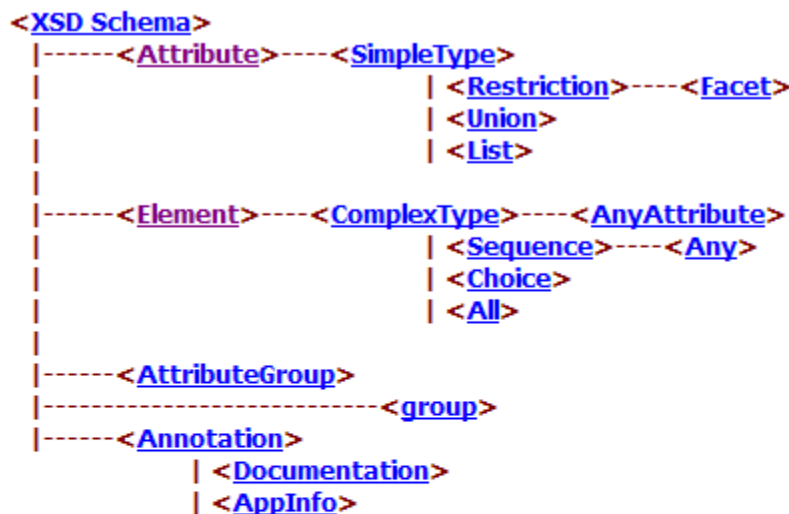 <XSD Schema>
|------<Attribute>----<SimpleType>
| | <Restriction>----<Facet>
| | <Union>
| | <List>
|
|------<Element>----<ComplexType>----<AnyAttribute>
| | <Sequence>----<Any>
| | <Choice>
| | <All>
|
|------<AttributeGroup>
|----------------------------<group>
|------<Annotation>
| <Documentation>
| <AppInfo>